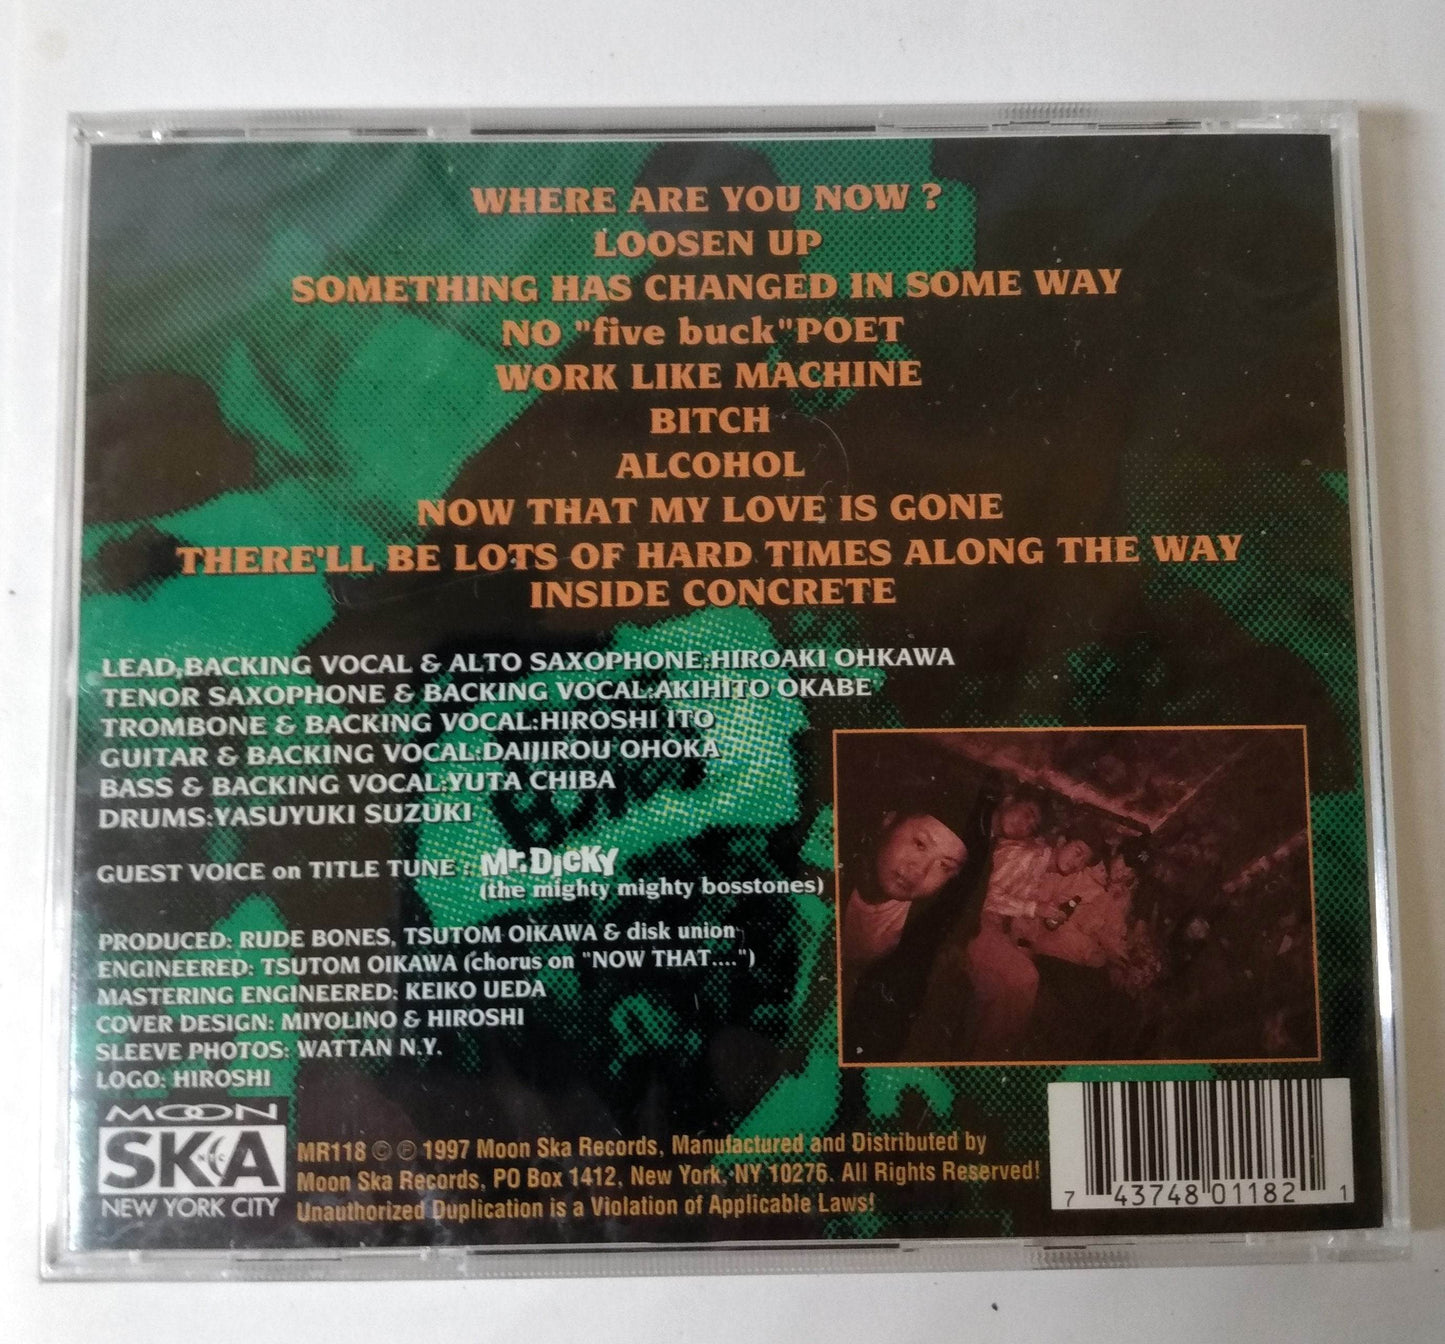 WHERE ARE YOU NOW ?
LOOSEN UP
SOMETHING HAS CHANGED IN SOME WAY
NO "five buck"POET
WORK LIKE MACHINE
BITCH
ALCOHOL
NOW THAT MY LOVE IS GONE
THERE'LL BE LOTS OF HARD TIMES ALONG THE WAY
INSIDE CONCRETE
LEAD,BACKING VOCAL & ALTO SAXOPHONE:HIROAKI OHKAWA
TENOR SAXOPHONE & BACKING VOCAL:AKIHITO OKABE
TROMBONE & BACKING VOCAL:HIROSHI ITO
GUITAR & BACKING VOCAL:DAIJIROU OHOKA
BASS & BACKING VOCAL:YUTA CHIBA
DRUMS:YASUYUKI SUZUKI
GUEST VOICE on TITLE TUNE : Mr.DicKY
(the mighty mighty bosstones)
PRODUCED: RUDE BONES, TSUTOM OIKAWA & disk union
ENGINEERED: TSUTOM OIKAWA (chorus on "NOW THAT....")
MASTERING ENGINEERED: KEIKO UEDA
COVER DESIGN: MIYOLINO & HIROSHI
SLEEVE PHOTOS: WATTAN N.Y.
LOGO: HIROSHI
MOON
SKA
NYC
NEW YORK CITY
MR118 © ℗ 1997 Moon Ska Records, Manufactured and Distributed by
Moon Ska Records, PO Box 1412, New York, NY 10276. All Rights Reserved!
Unauthorized Duplication is a Violation of Applicable Laws!
7 43748 01182 1